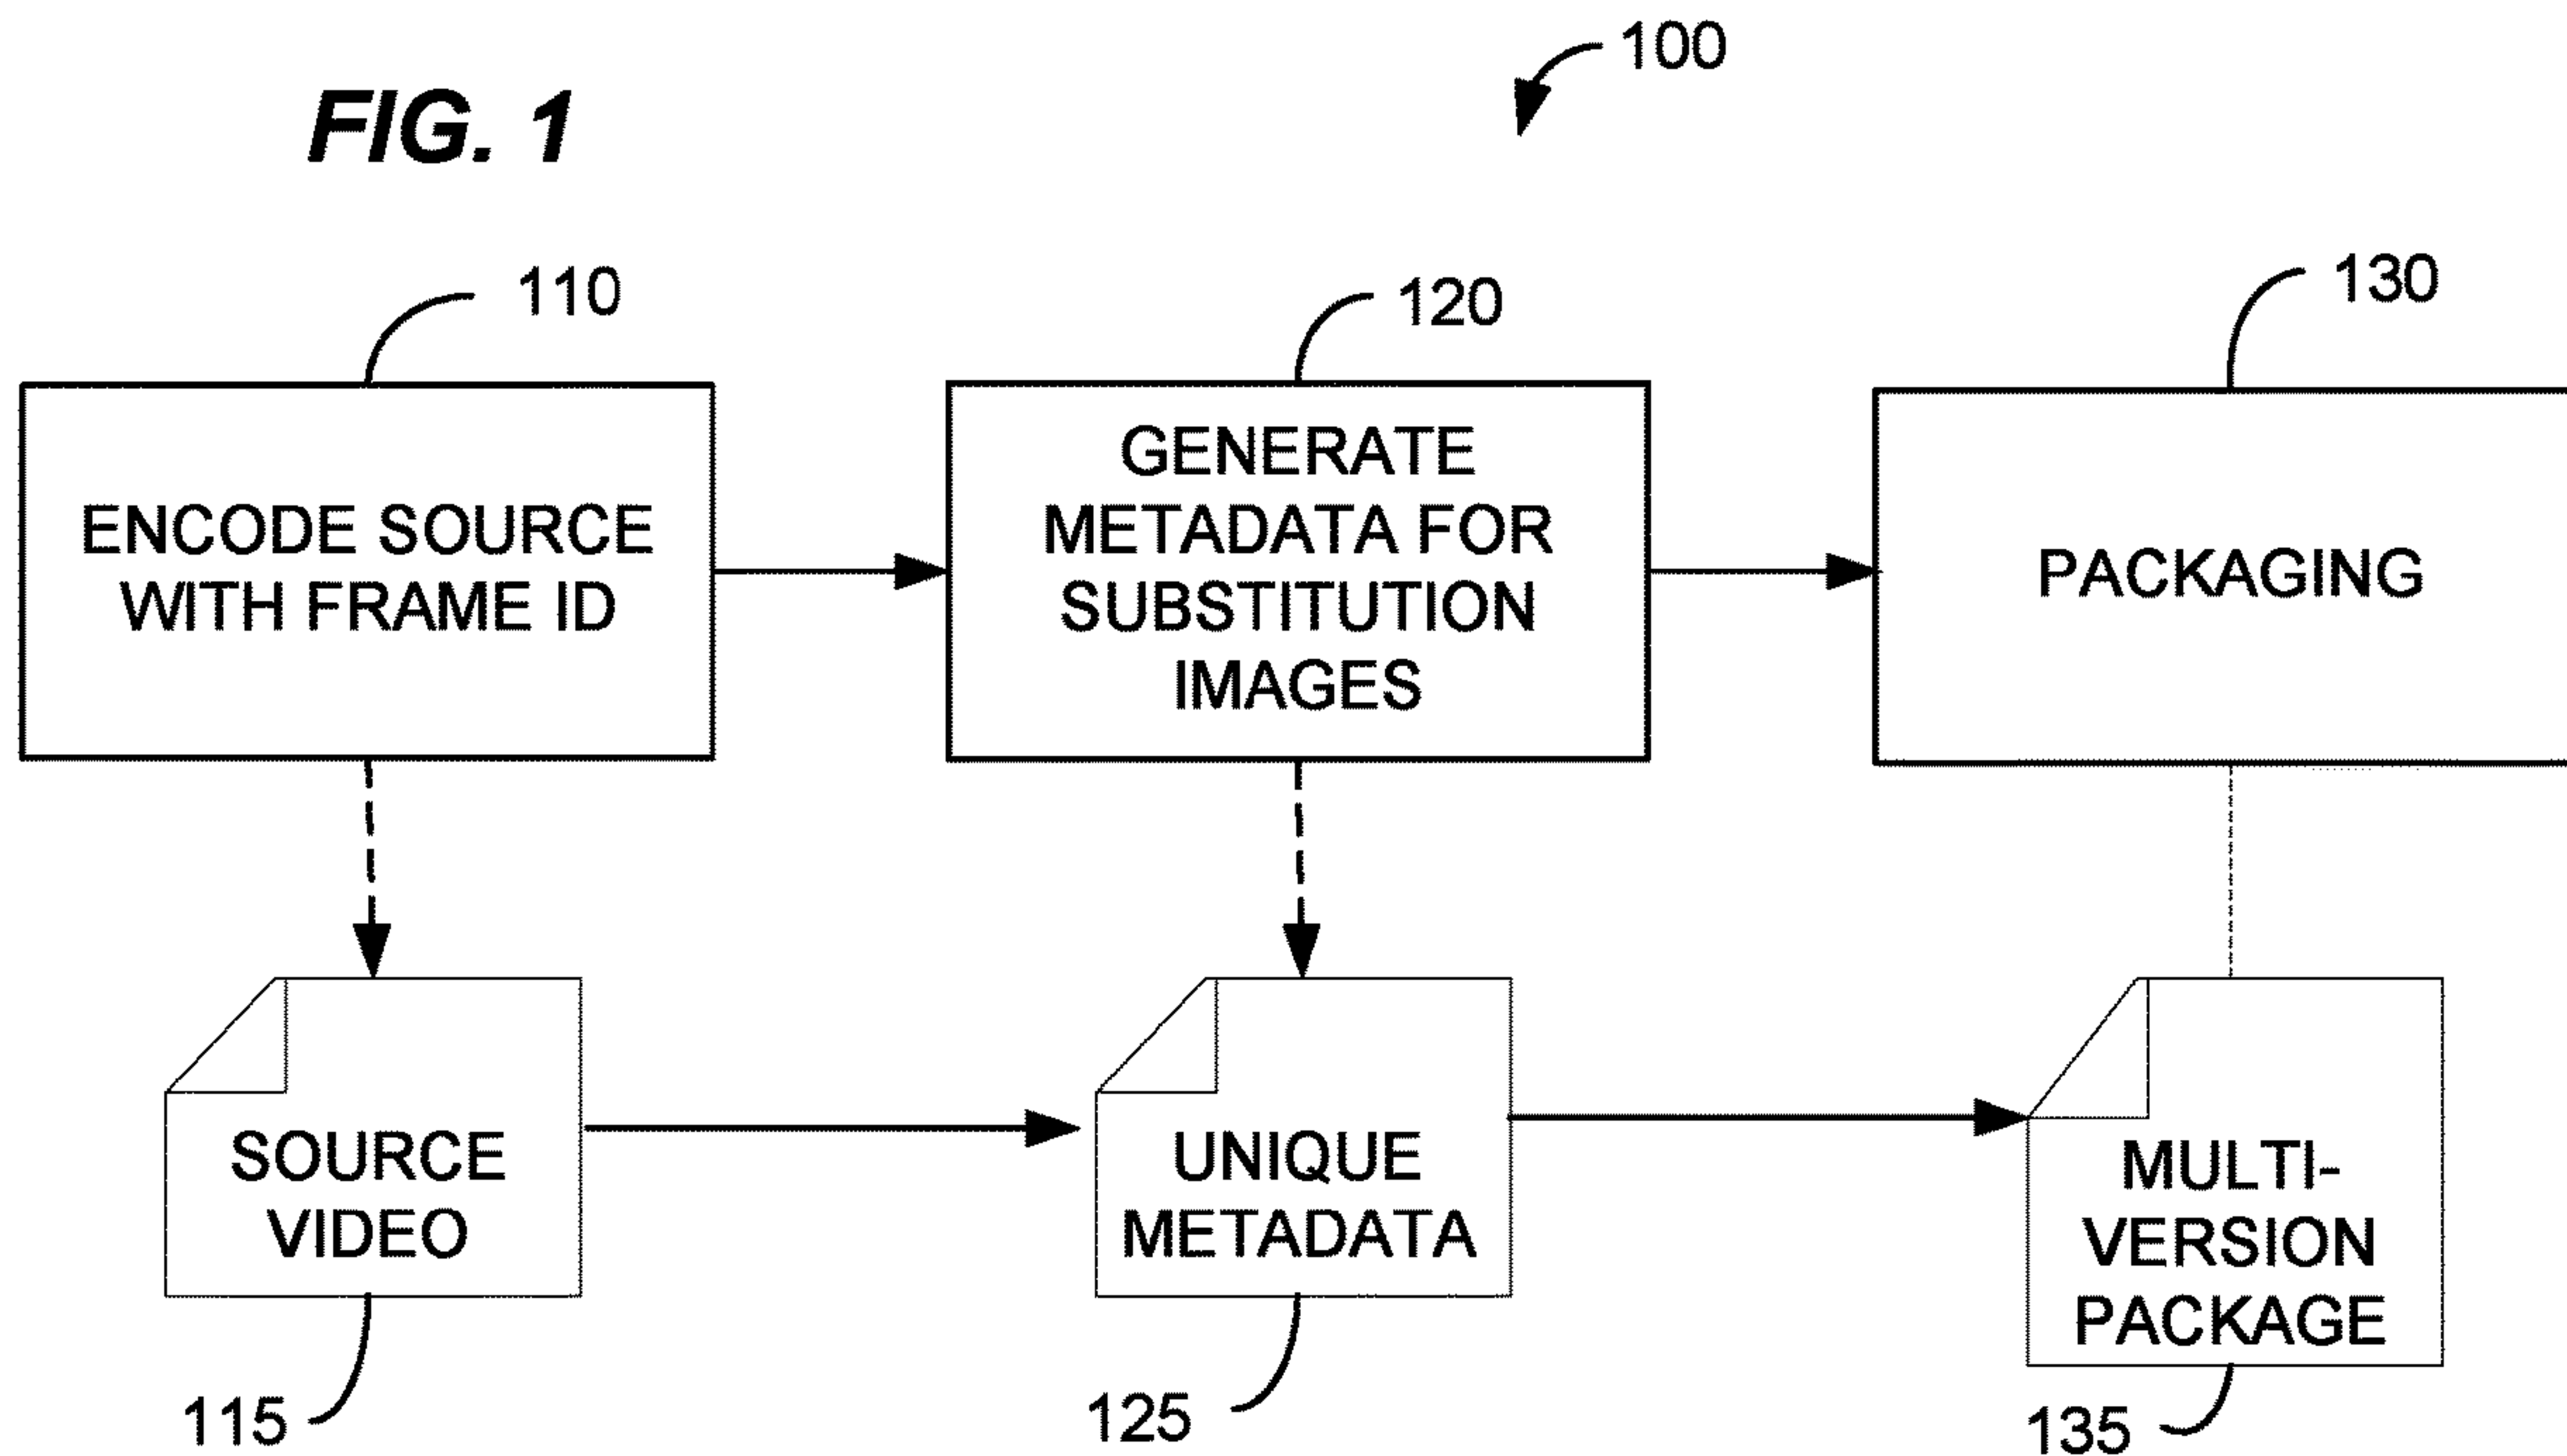 FIG. 1
100
110
120
130
ENCODE SOURCE
WITH FRAME ID
GENERATE
METADATA FOR
SUBSTITUTION
IMAGES
PACKAGING
SOURCE
VIDEO
UNIQUE
METADATA
MULTI-
VERSION
PACKAGE
115
125
135